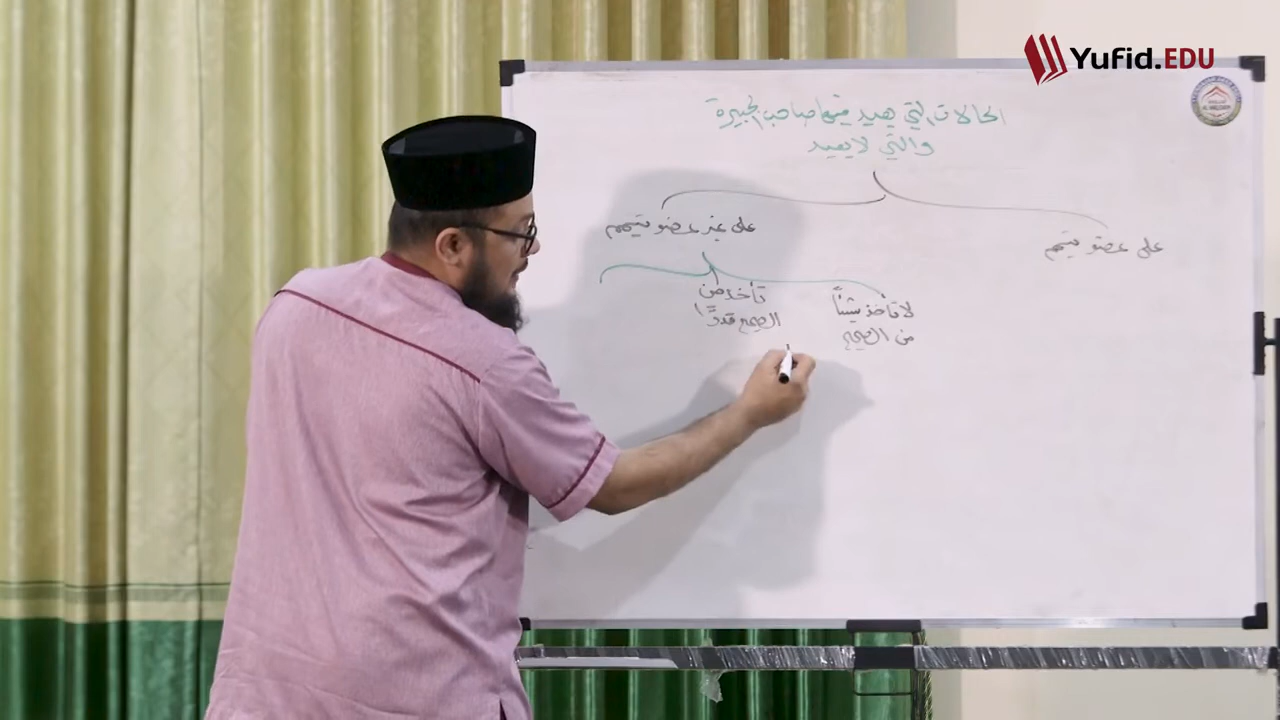 Yufid.EDU
الحالات التي يعيد فيها صاحب الجبيرة
والتي لا يعيد
على عضو تيمم
على غير عضو تيمم
لا تأخذ شيئاً
من الصحيح
تأخذ من
الصحيح قدرًا